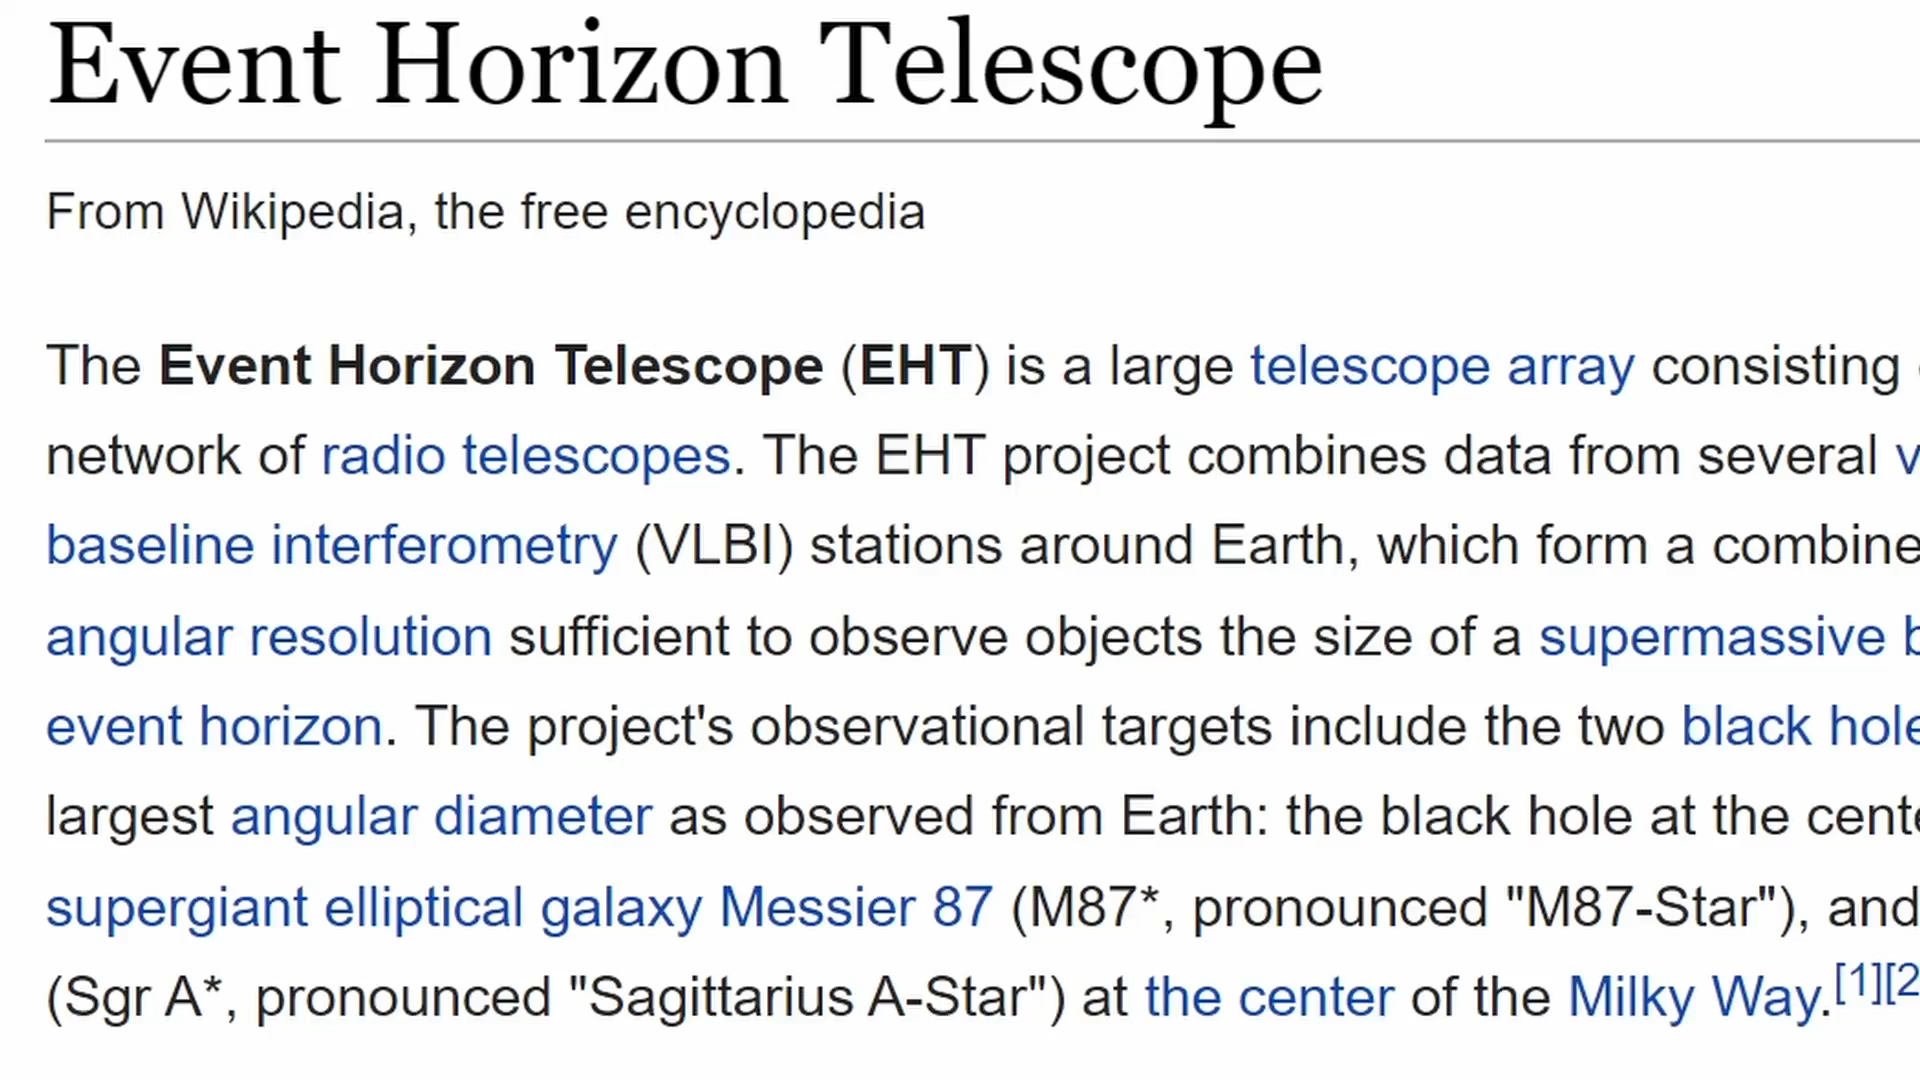 Event Horizon Telescope
From Wikipedia, the free encyclopedia
The Event Horizon Telescope (EHT) is a large telescope array consisting
network of radio telescopes. The EHT project combines data from several
baseline interferometry (VLBI) stations around Earth, which form a combine
angular resolution sufficient to observe objects the size of a supermassive
event horizon. The project's observational targets include the two black hole
largest angular diameter as observed from Earth: the black hole at the cente
supergiant elliptical galaxy Messier 87 (M87*, pronounced "M87-Star"), and
(Sgr A*, pronounced "Sagittarius A-Star") at the center of the Milky Way.[1][2